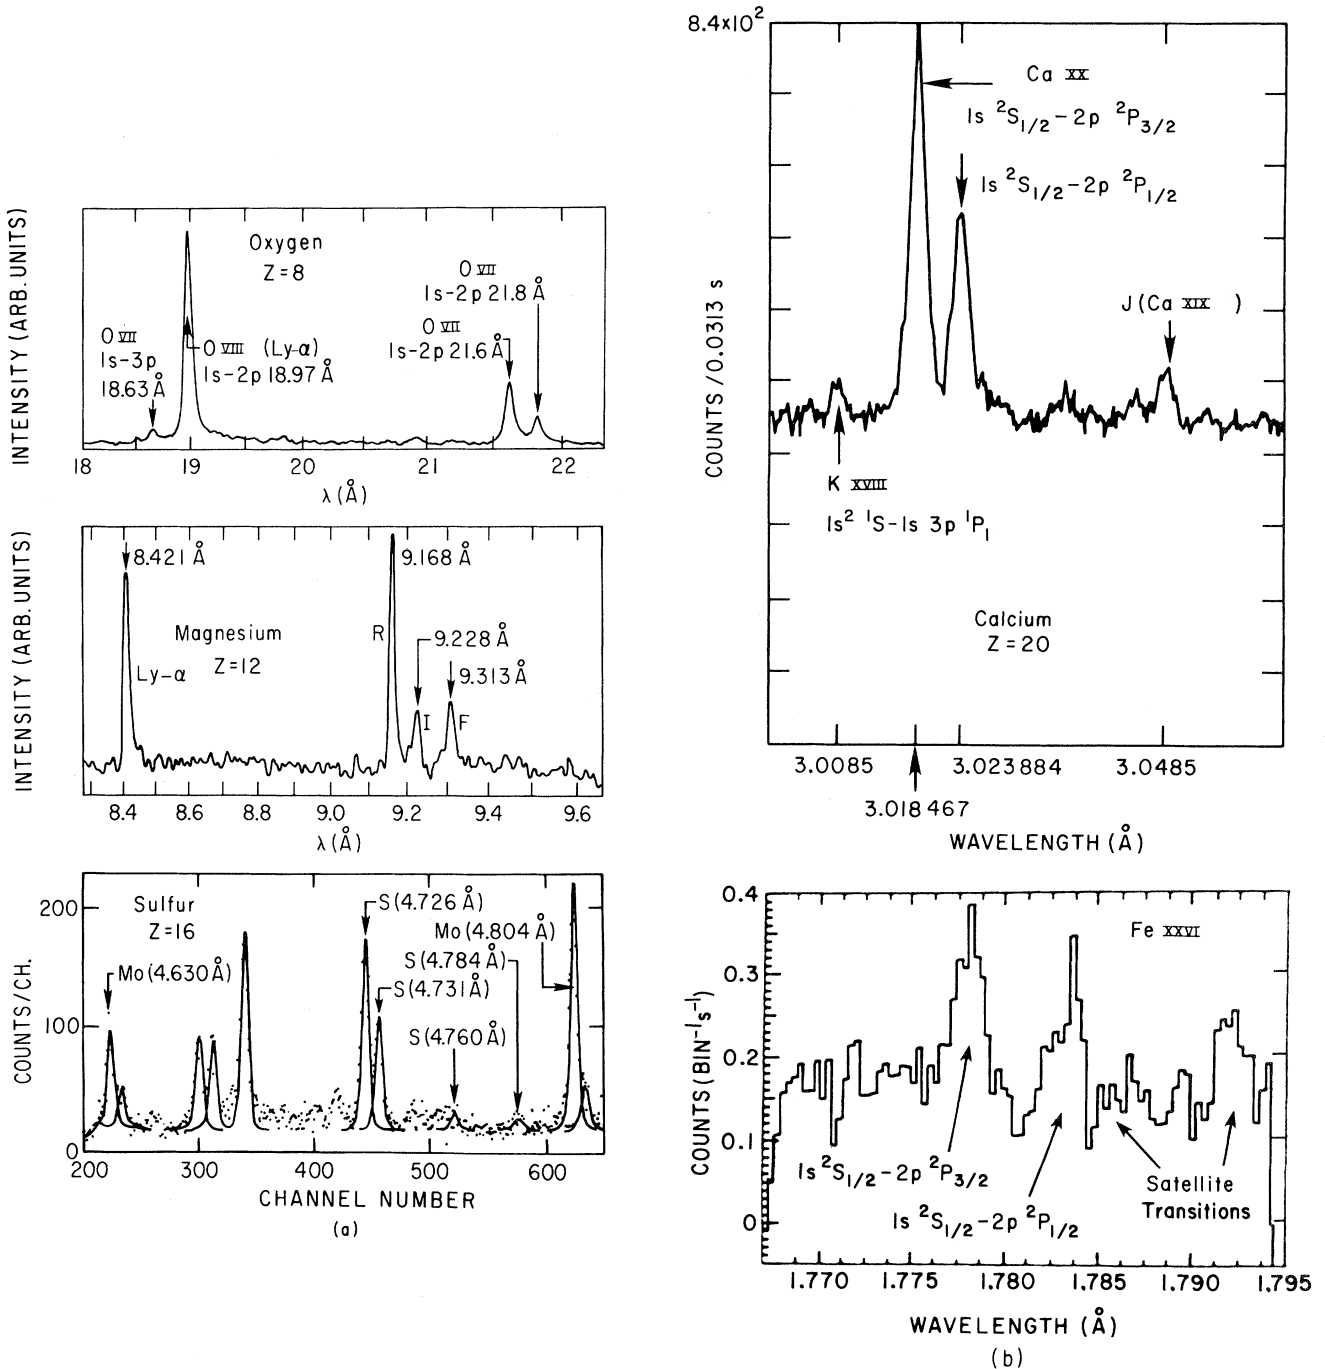 INTENSITY (ARB. UNITS)
Oxygen
Z=8
O VII
1s-3p
18.63 Å
O VIII (Ly-α)
1s-2p 18.97 Å
O VII
1s-2p 21.6 Å
O VII
1s-2p 21.8 Å
18 19 20 21 22
λ (Å)
INTENSITY (ARB. UNITS)
8.421 Å
Magnesium
Z=12
Ly-α
R
9.168 Å
9.228 Å
9.313 Å
I
F
8.4 8.6 8.8 9.0 9.2 9.4 9.6
λ (Å)
COUNTS/CH.
200
100
0
Sulfur
Z=16
Mo(4.630 Å)
S(4.726 Å)
Mo(4.804 Å)
S(4.784 Å)
S(4.731 Å)
S(4.760 Å)
200 300 400 500 600
CHANNEL NUMBER
(a)
8.4×10²
COUNTS/0.0313 s
Ca XX
1s ²S₁/₂-2p ²P₃/₂
1s ²S₁/₂-2p ²P₁/₂
J(Ca XIX )
K XVIII
1s² ¹S-1s 3p ¹P₁
Calcium
Z=20
3.0085 3.023884 3.0485
3.018467
WAVELENGTH (Å)
COUNTS (BIN⁻¹s⁻¹)
0.4
0.3
0.2
0.1
0
Fe XXVI
1s ²S₁/₂-2p ²P₃/₂
1s ²S₁/₂-2p ²P₁/₂
Satellite
Transitions
1.770 1.775 1.780 1.785 1.790 1.795
WAVELENGTH (Å)
(b)